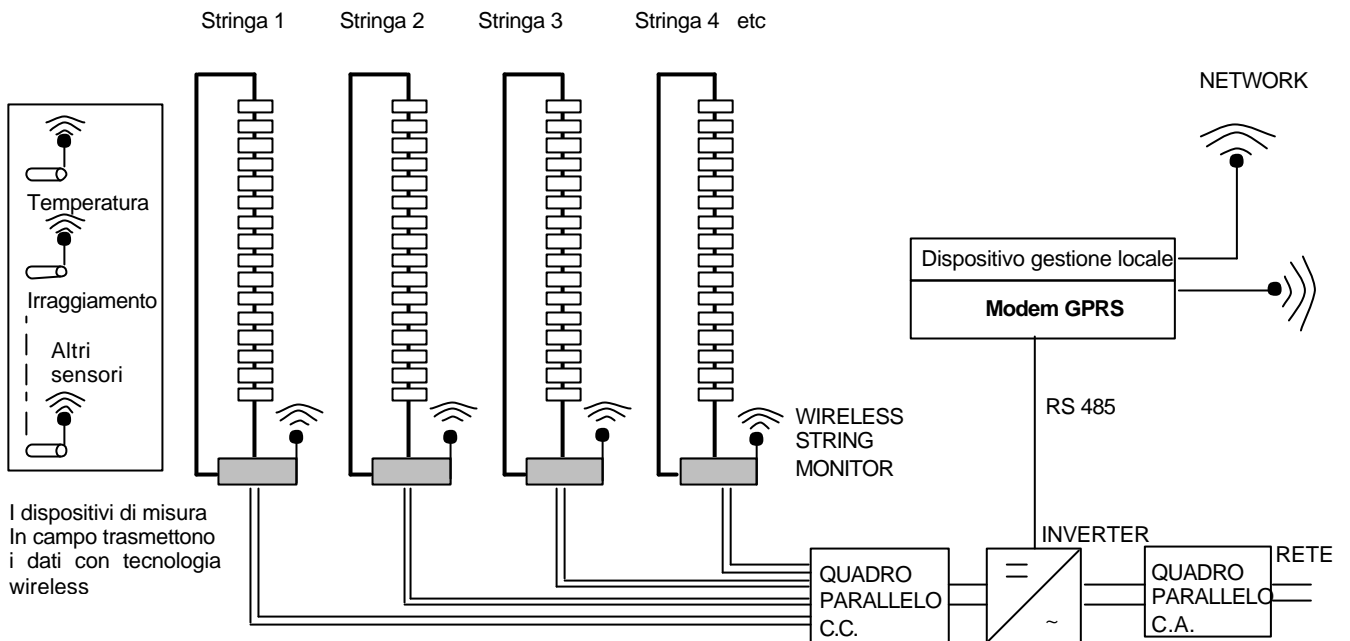 Stringa 1
Stringa 2
Stringa 3
Stringa 4 etc
NETWORK
Temperatura
Irraggiamento
Altri
sensori
I dispositivi di misura
In campo trasmettono
i dati con tecnologia
wireless
WIRELESS
STRING
MONITOR
Dispositivo gestione locale
Modem GPRS
RS 485
QUADRO
PARALLELO
C.C.
INVERTER
=
~
QUADRO
PARALLELO
C.A.
RETE